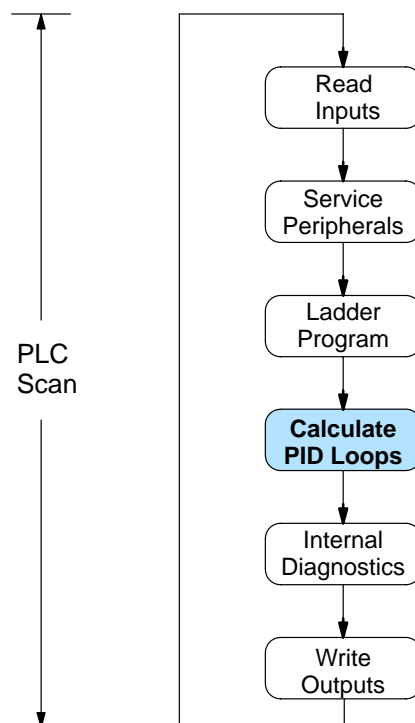 Read
Inputs
Service
Peripherals
Ladder
Program
PLC
Scan
Calculate
PID Loops
Internal
Diagnostics
Write
Outputs